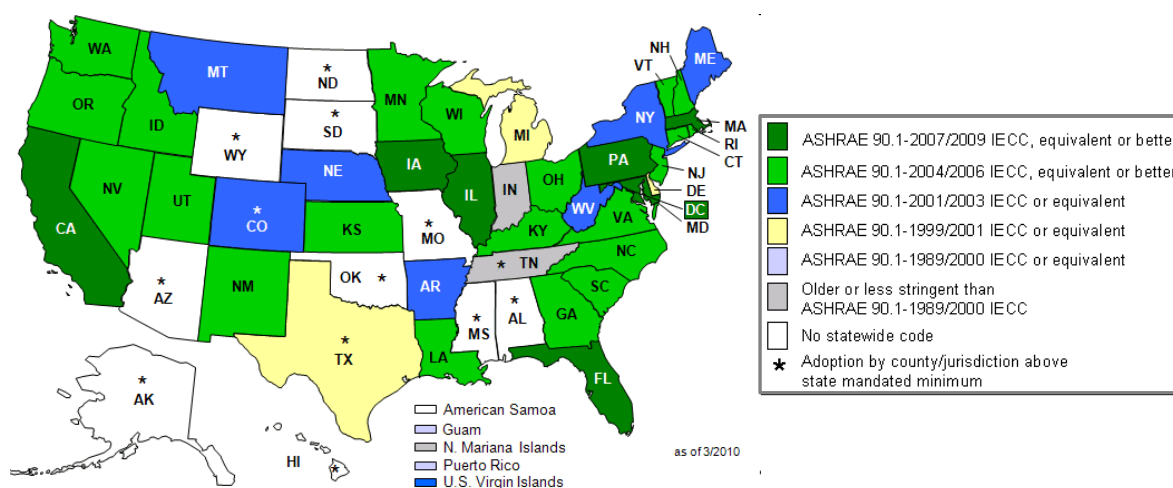 NH
ME
WA
VT
MT
*
ND
MN
OR
*
SD
WI
NY
ID
MI
MA
*
WY
RI
CT
IA
PA
NE
NJ
NV
OH
IL
IN
DE
UT
*
CO
WV
DC
CA
VA
MD
KS
*
MO
KY
NC
* TN
OK *
*
AZ
NM
AR
SC
*
MS
*
AL
GA
*
TX
LA
*
AK
FL
HI
*
American Samoa
Guam
N. Mariana Islands
Puerto Rico
U.S. Virgin Islands
as of 3/2010
ASHRAE 90.1-2007/2009 IECC, equivalent or better
ASHRAE 90.1-2004/2006 IECC, equivalent or better
ASHRAE 90.1-2001/2003 IECC or equivalent
ASHRAE 90.1-1999/2001 IECC or equivalent
ASHRAE 90.1-1989/2000 IECC or equivalent
Older or less stringent than
ASHRAE 90.1-1989/2000 IECC
No statewide code
* Adoption by county/jurisdiction above
state mandated minimum